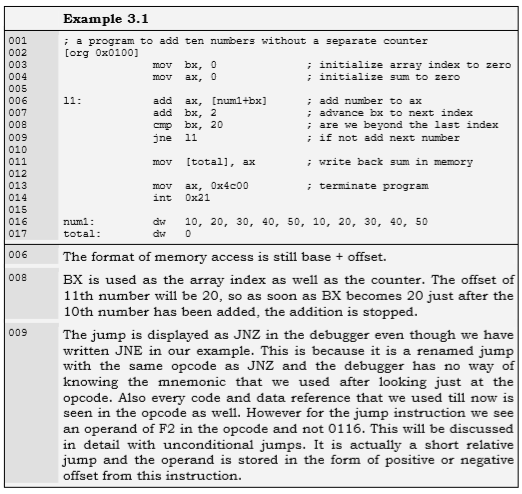 Example 3.1
001 ; a program to add ten numbers without a separate counter
002 [org 0x0100]
003 mov bx, 0 ; initialize array index to zero
004 mov ax, 0 ; initialize sum to zero
005
006 l1: add ax, [num1+bx] ; add number to ax
007 add bx, 2 ; advance bx to next index
008 cmp bx, 20 ; are we beyond the last index
009 jne l1 ; if not add next number
010
011 mov [total], ax ; write back sum in memory
012
013 mov ax, 0x4c00 ; terminate program
014 int 0x21
015
016 num1: dw 10, 20, 30, 40, 50, 10, 20, 30, 40, 50
017 total: dw 0
006 The format of memory access is still base + offset.
008 BX is used as the array index as well as the counter. The offset of
11th number will be 20, so as soon as BX becomes 20 just after the
10th number has been added, the addition is stopped.
009 The jump is displayed as JNZ in the debugger even though we have
written JNE in our example. This is because it is a renamed jump
with the same opcode as JNZ and the debugger has no way of
knowing the mnemonic that we used after looking just at the
opcode. Also every code and data reference that we used till now is
seen in the opcode as well. However for the jump instruction we see
an operand of F2 in the opcode and not 0116. This will be discussed
in detail with unconditional jumps. It is actually a short relative
jump and the operand is stored in the form of positive or negative
offset from this instruction.